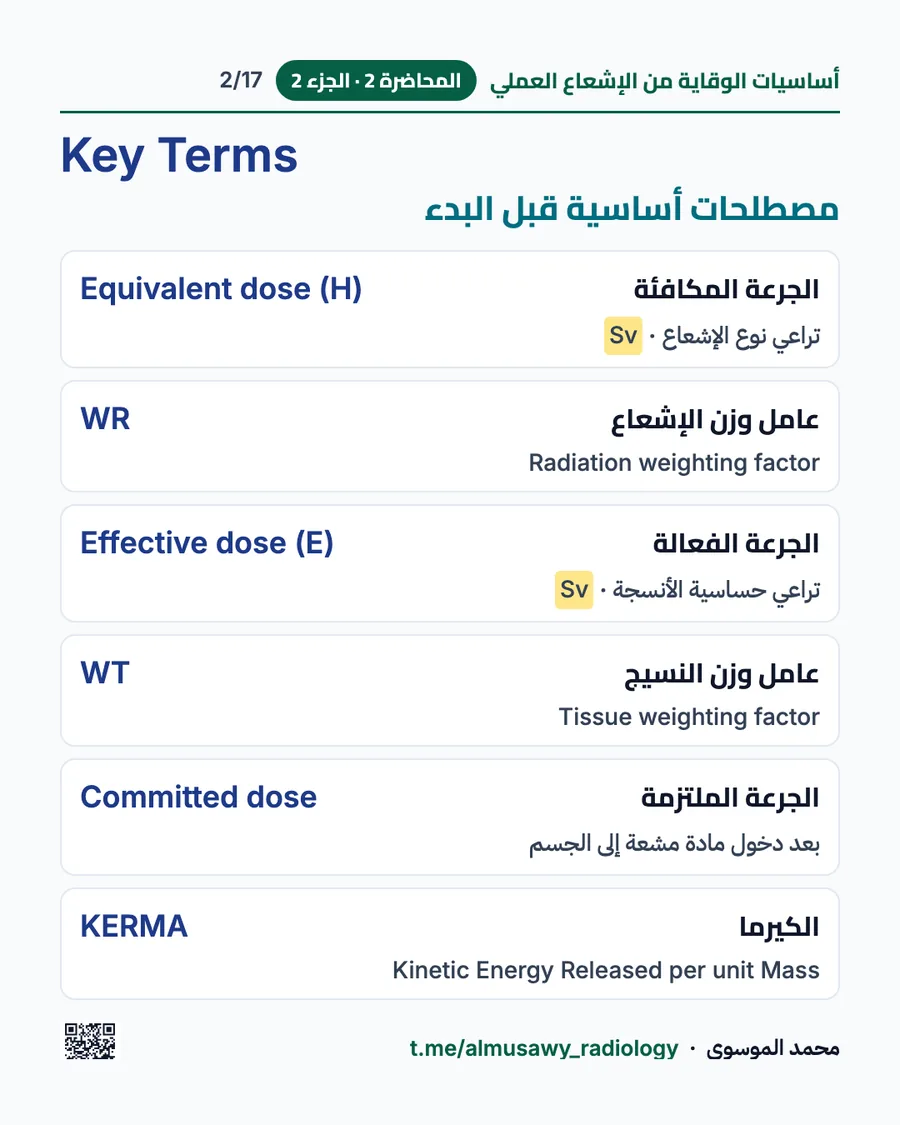 أساسيات الوقاية من الإشعاع العملي المحاضرة 2 · الجزء 2 2/17
Key Terms
مصطلحات أساسية قبل البدء
Equivalent dose (H) الجرعة المكافئة
تراعي نوع الإشعاع · Sv
WR عامل وزن الإشعاع
Radiation weighting factor
Effective dose (E) الجرعة الفعالة
تراعي حساسية الأنسجة · Sv
WT عامل وزن النسيج
Tissue weighting factor
Committed dose الجرعة الملتزمة
بعد دخول مادة مشعة إلى الجسم
KERMA الكيرما
Kinetic Energy Released per unit Mass
محمد الموسوي · t.me/almusawy_radiology